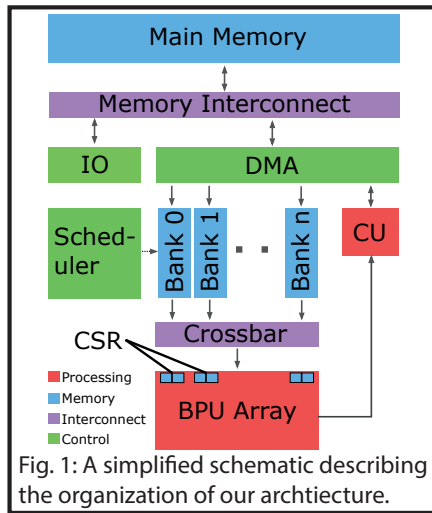 Main Memory
Memory Interconnect
IO
DMA
Sched-
uler
Bank 0
Bank 1
Bank n
CU
Crossbar
CSR
Processing
Memory
Interconnect
Control
BPU Array
Fig. 1: A simplified schematic describing
the organization of our archtiecture.